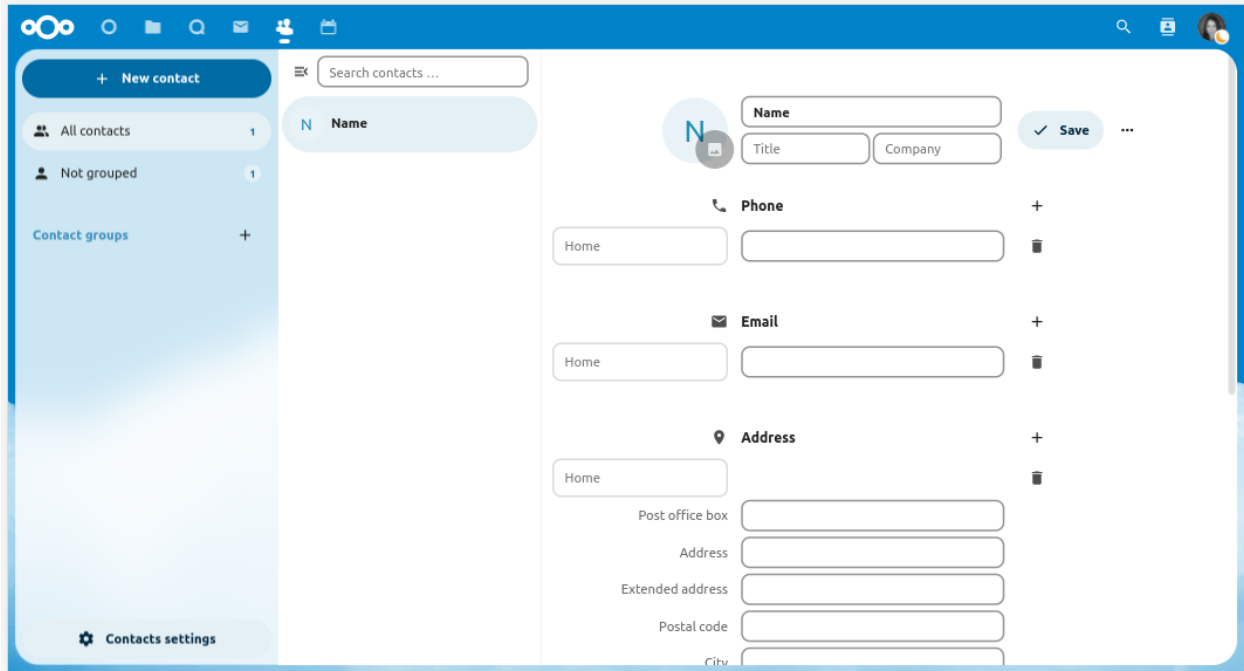 + New contact
All contacts 1
Not grouped 1
Contact groups +
Contacts settings
Search contacts ...
N Name
N
Name
Title Company
Save ...
Phone +
Home
Email +
Home
Address +
Home
Post office box
Address
Extended address
Postal code
City